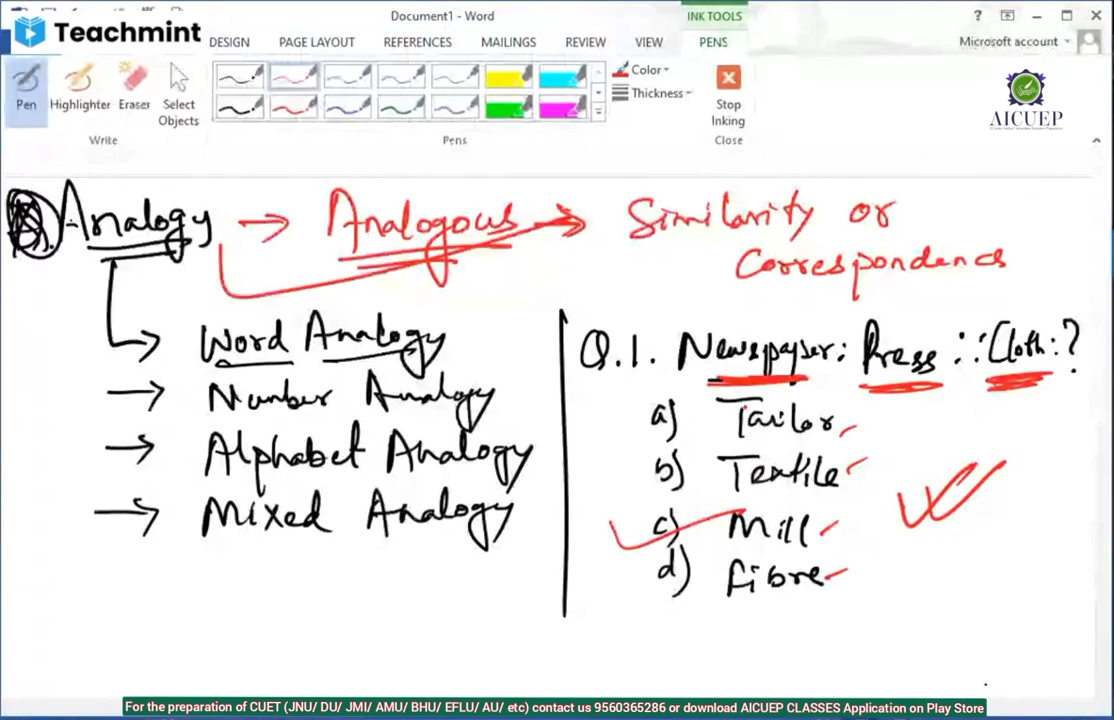 Document1 - Word
INK TOOLS
Teachmint
DESIGN
PAGE LAYOUT
REFERENCES
MAILINGS
REVIEW
VIEW
PENS
Microsoft account
Pen
Highlighter
Eraser
Select Objects
Color
Thickness
Stop Inking
Write
Pens
Close
AICUEP
Analogy → Analogous → Similarity or
Correspondence
→ Word Analogy
→ Number Analogy
→ Alphabet Analogy
→ Mixed Analogy
Q.1. Newspaper: Press :: Cloth: ?
a) Tailor
b) Textile
c) Mill
d) Fibre
For the preparation of CUET (JNU/ DU/ JMI/ AMU/ BHU/ EFLU/ AU/ etc) contact us 9560365286 or download AICUEP CLASSES Application on Play Store